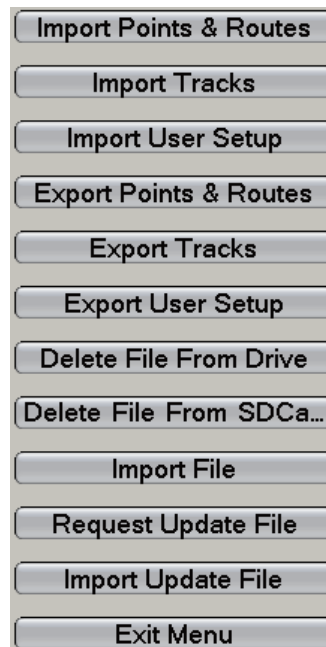 Import Points & Routes
Import Tracks
Import User Setup
Export Points & Routes
Export Tracks
Export User Setup
Delete File From Drive
Delete File From SDCa...
Import File
Request Update File
Import Update File
Exit Menu